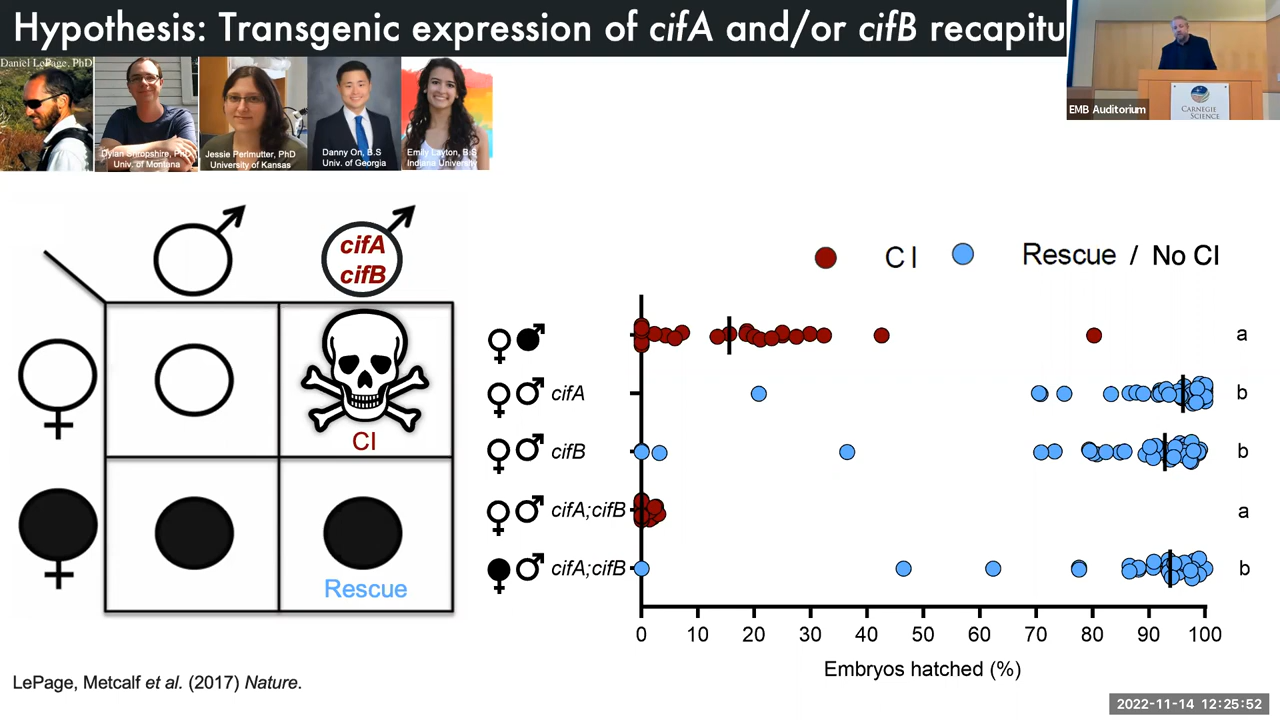 Hypothesis: Transgenic expression of cifA and/or cifB recapitu
EMB Auditorium
CARNEGIE
SCIENCE
Daniel LePage, PhD
Dylan Shropshire, PhD
Univ. of Montana
Jessie Perlmutter, PhD
University of Kansas
Danny On, B.S
Univ. of Georgia
Emily Layton, B.S
Indiana University
cifA
cifB
CI
Rescue
CI
Rescue / No CI
a
cifA
b
cifB
b
cifA;cifB
a
cifA;cifB
b
0 10 20 30 40 50 60 70 80 90 100
Embryos hatched (%)
LePage, Metcalf et al. (2017) Nature.
2022-11-14 12:25:52